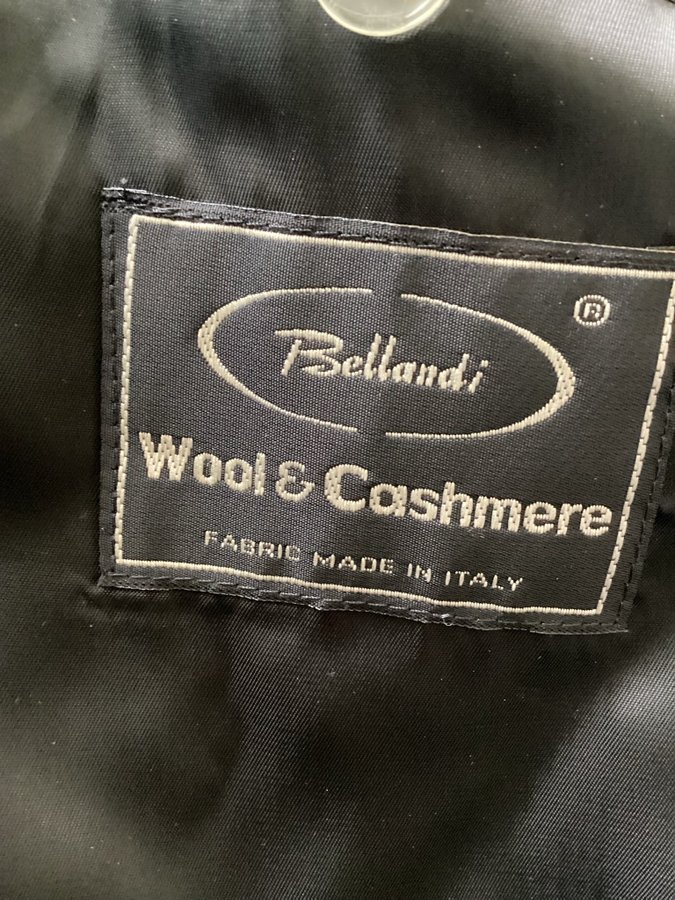 Bellandi ®
Wool & Cashmere
FABRIC MADE IN ITALY